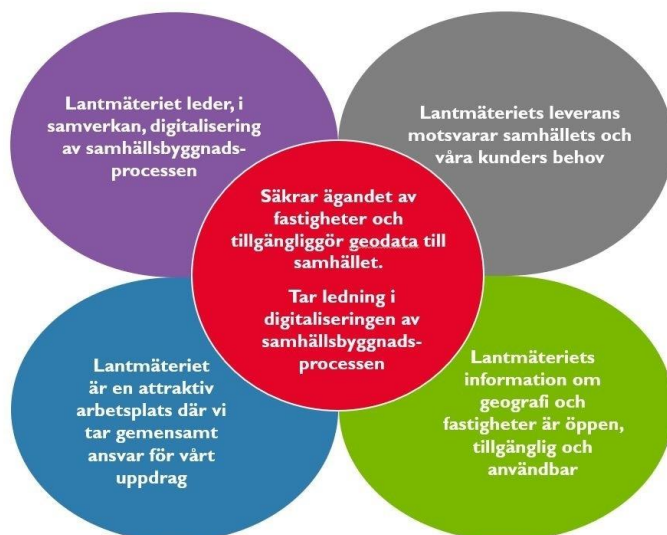 Lantmäteriet leder, i
samverkan, digitalisering
av samhällsbyggnads-
processen
Lantmäteriets leverans
motsvarar samhällets och
våra kunders behov
Säkrar ägandet av
fastigheter och
tillgängliggör geodata till
samhället.
Tar ledning i
digitaliseringen av
samhällsbyggnads-
processen
Lantmäteriet
är en attraktiv
arbetsplats där vi
tar gemensamt
ansvar för vårt
uppdrag
Lantmäteriets
information om
geografi och
fastigheter är öppen,
tillgänglig och
användbar